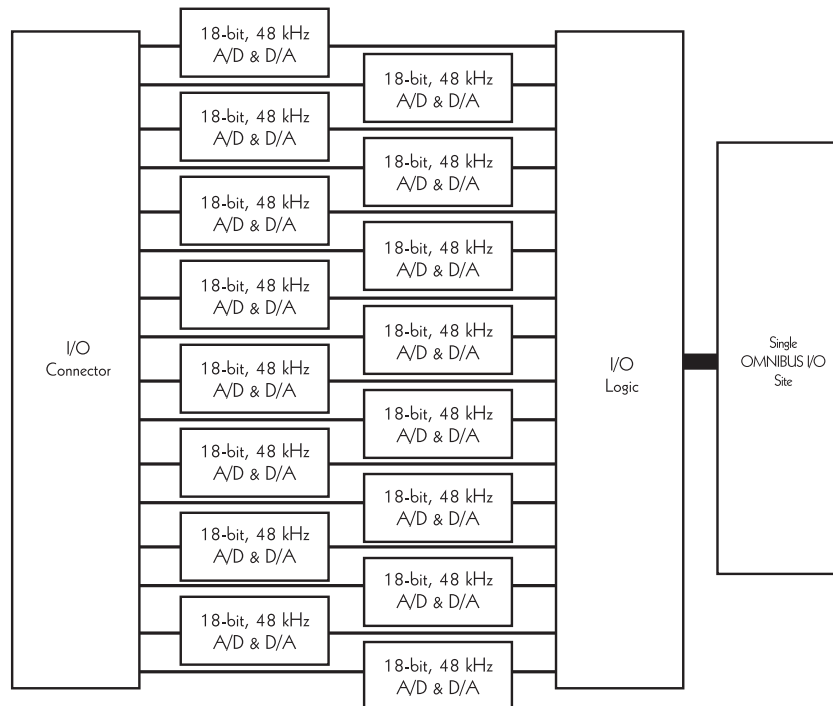 18-bit, 48 kHz
A/D & D/A
18-bit, 48 kHz
A/D & D/A
18-bit, 48 kHz
A/D & D/A
18-bit, 48 kHz
A/D & D/A
18-bit, 48 kHz
A/D & D/A
18-bit, 48 kHz
A/D & D/A
18-bit, 48 kHz
A/D & D/A
18-bit, 48 kHz
A/D & D/A
I/O
Connector
I/O
Logic
Single
OMNIBUS I/O
Site
18-bit, 48 kHz
A/D & D/A
18-bit, 48 kHz
A/D & D/A
18-bit, 48 kHz
A/D & D/A
18-bit, 48 kHz
A/D & D/A
18-bit, 48 kHz
A/D & D/A
18-bit, 48 kHz
A/D & D/A
18-bit, 48 kHz
A/D & D/A
18-bit, 48 kHz
A/D & D/A